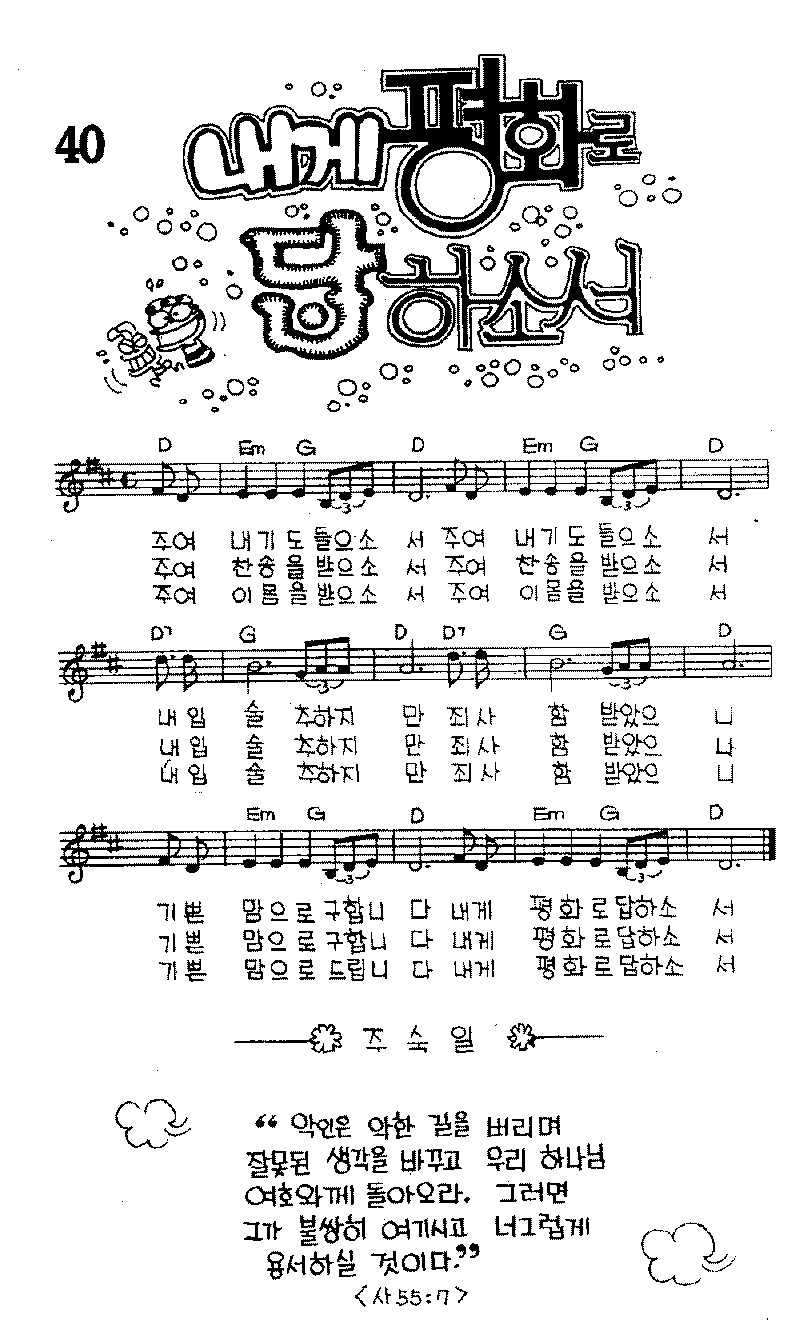 40
내게 평화로
답하소서
D Em G D Em G D
주여 내기도들으소 서 주여 내기도들으소 서
주여 찬송을받으소 서 주여 찬송을받으소 서
주여 이몸을받으소 서 주여 이몸을받으소 서
D7 G D D7 G D
내입 술 추하지 만 죄사 함 받았으 니
내입 술 추하지 만 죄사 함 받았으 니
내입 술 추하지 만 죄사 함 받았으 니
Em G D Em G D
기쁜 맘으로구합니 다 내게 평화로답하소 서
기쁜 맘으로구합니 다 내게 평화로답하소 서
기쁜 맘으로드립니 다 내게 평화로답하소 서
주 숙 일
“악인은 악한 길을 버리며
잘못된 생각을 바꾸고 우리 하나님
여호와께 돌아오라. 그러면
그가 불쌍히 여기시고 너그럽게
용서하실 것이다.”
<사55:7>